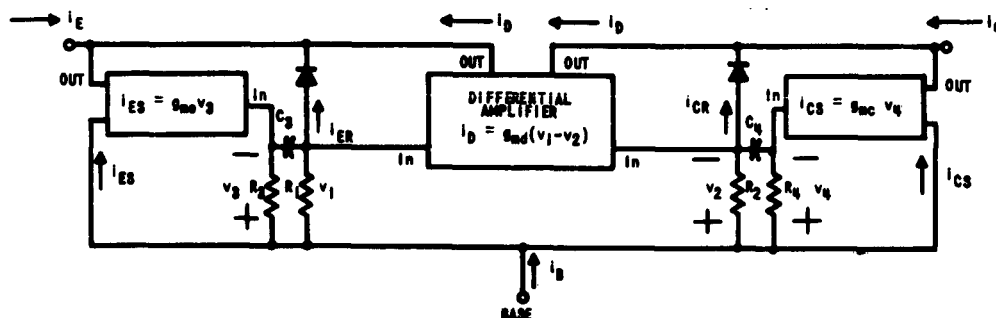 i_E
i_D
i_D
OUT
OUT
OUT
OUT
i_ES = g_me v_3
In
C_3
i_ER
DIFFERENTIAL
AMPLIFIER
i_D = g_md(v_1-v_2)
In
In
i_CR
C_4
In
i_CS = g_mc v_4
i_ES
v_3
R_1
v_1
v_2
R_2
R_4
v_4
i_CS
−
+
−
+
−
+
i_B
BASE